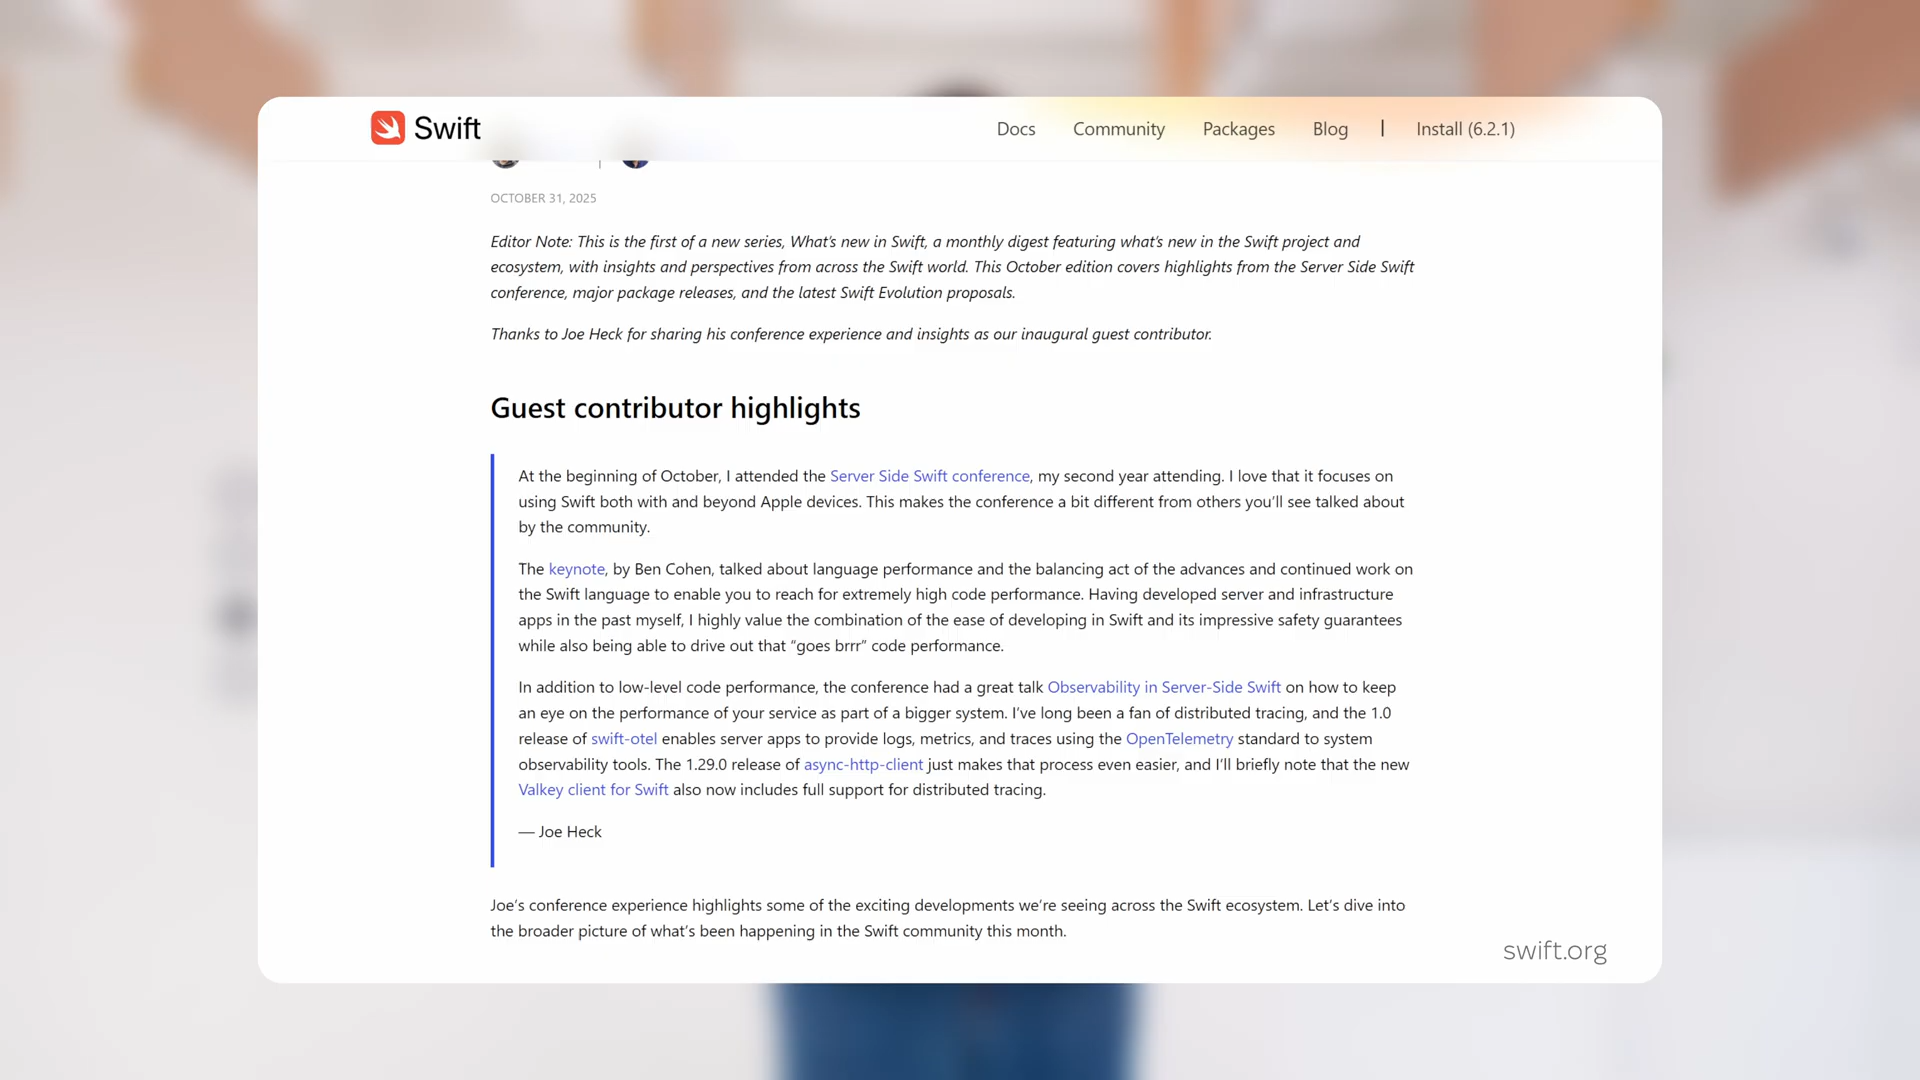 Swift
Docs
Community
Packages
Blog
|
Install (6.2.1)
OCTOBER 31, 2025
Editor Note: This is the first of a new series, What's new in Swift, a monthly digest featuring what's new in the Swift project and
ecosystem, with insights and perspectives from across the Swift world. This October edition covers highlights from the Server Side Swift
conference, major package releases, and the latest Swift Evolution proposals.
Thanks to Joe Heck for sharing his conference experience and insights as our inaugural guest contributor.
Guest contributor highlights
At the beginning of October, I attended the Server Side Swift conference, my second year attending. I love that it focuses on
using Swift both with and beyond Apple devices. This makes the conference a bit different from others you'll see talked about
by the community.
The keynote, by Ben Cohen, talked about language performance and the balancing act of the advances and continued work on
the Swift language to enable you to reach for extremely high code performance. Having developed server and infrastructure
apps in the past myself, I highly value the combination of the ease of developing in Swift and its impressive safety guarantees
while also being able to drive out that “goes brrr” code performance.
In addition to low-level code performance, the conference had a great talk Observability in Server-Side Swift on how to keep
an eye on the performance of your service as part of a bigger system. I've long been a fan of distributed tracing, and the 1.0
release of swift-otel enables server apps to provide logs, metrics, and traces using the OpenTelemetry standard to system
observability tools. The 1.29.0 release of async-http-client just makes that process even easier, and I'll briefly note that the new
Valkey client for Swift also now includes full support for distributed tracing.
— Joe Heck
Joe's conference experience highlights some of the exciting developments we're seeing across the Swift ecosystem. Let's dive into
the broader picture of what's been happening in the Swift community this month.
swift.org